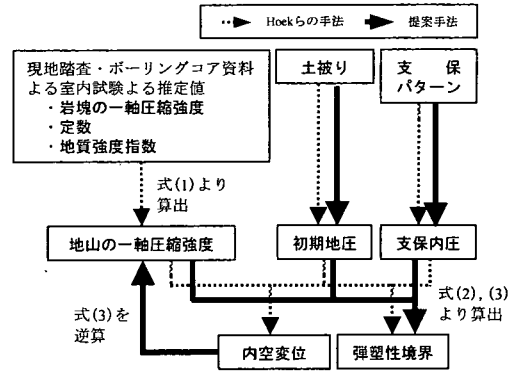 Hoekらの手法 提案手法
現地踏査・ボーリングコア資料
よる室内試験よる推定値
・岩塊の一軸圧縮強度
・定数
・地質強度指数
土被り
支　保
パターン
式(1)より
算出
地山の一軸圧縮強度
初期地圧
支保内圧
式(3)を
逆算
式(2), (3)
より算出
内空変位
弾塑性境界